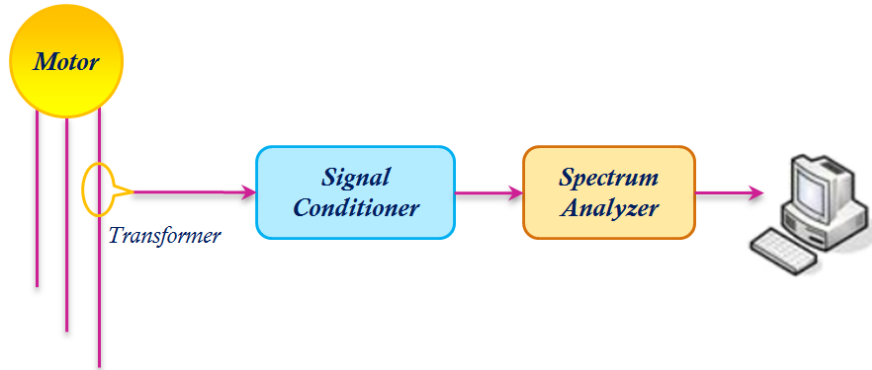 Motor
Signal
Conditioner
Spectrum
Analyzer
Transformer